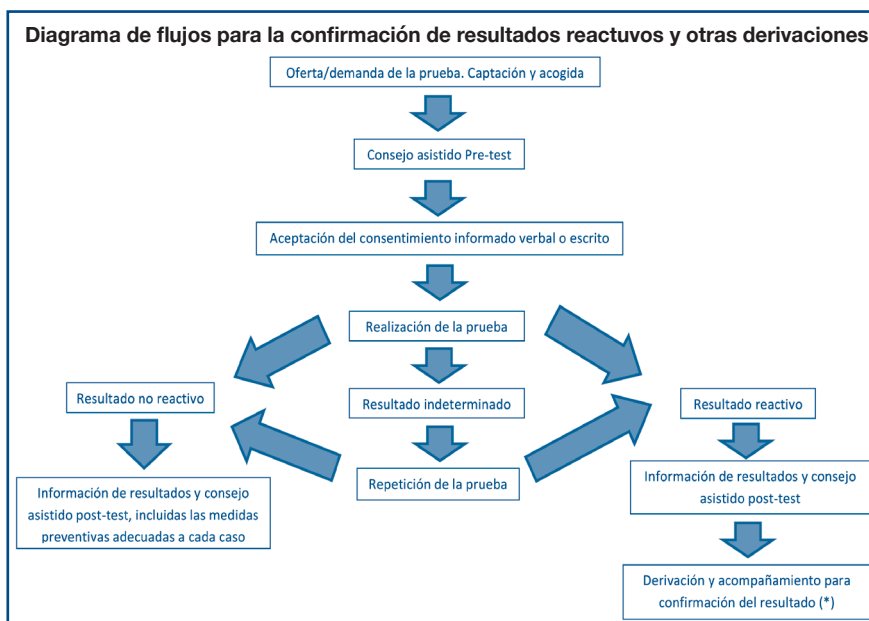 Diagrama de flujos para la confirmación de resultados reactuvos y otras derivaciones
Oferta/demanda de la prueba. Captación y acogida
Consejo asistido Pre-test
Aceptación del consentimiento informado verbal o escrito
Realización de la prueba
Resultado no reactivo
Resultado indeterminado
Resultado reactivo
Repetición de la prueba
Información de resultados y consejo
asistido post-test, incluidas las medidas
preventivas adecuadas a cada caso
Información de resultados y consejo
asistido post-test
Derivación y acompañamiento para
confirmación del resultado (*)